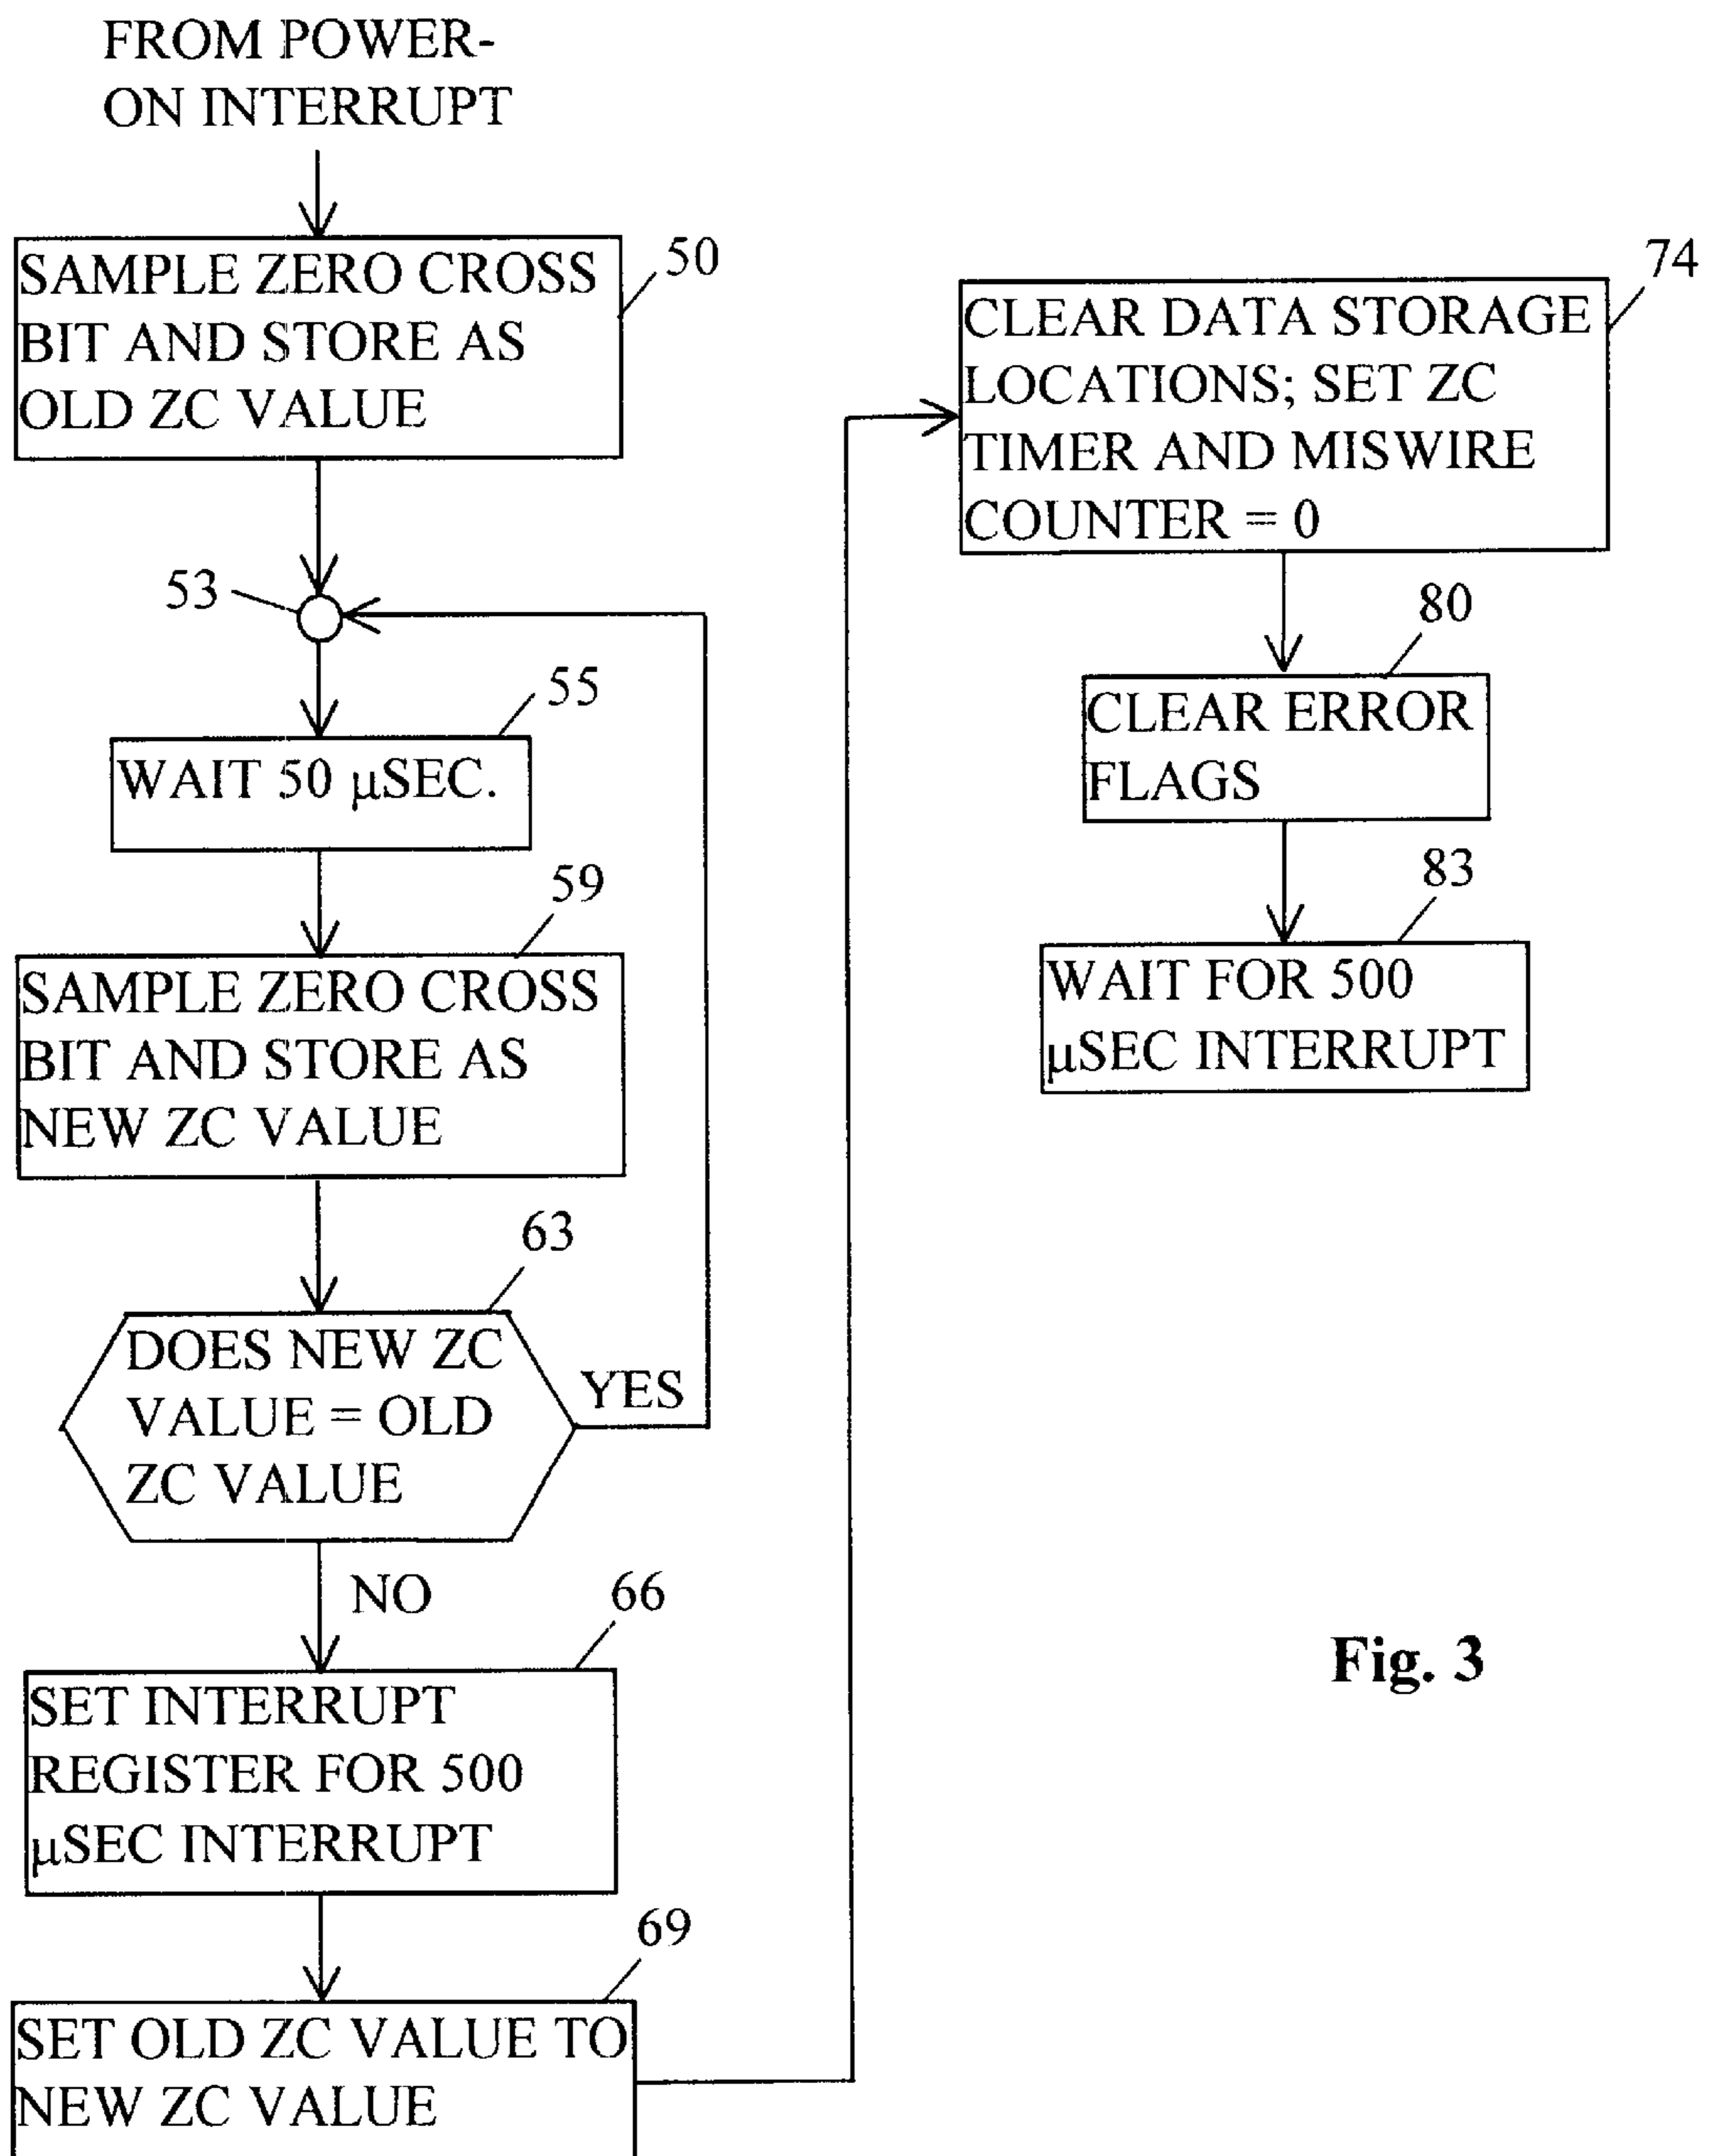 FROM POWER-
ON INTERRUPT
SAMPLE ZERO CROSS
BIT AND STORE AS
OLD ZC VALUE
50
53
55
WAIT 50 μSEC.
59
SAMPLE ZERO CROSS
BIT AND STORE AS
NEW ZC VALUE
63
DOES NEW ZC
VALUE = OLD
ZC VALUE
YES
NO
66
SET INTERRUPT
REGISTER FOR 500
μSEC INTERRUPT
69
SET OLD ZC VALUE TO
NEW ZC VALUE
74
CLEAR DATA STORAGE
LOCATIONS; SET ZC
TIMER AND MISWIRE
COUNTER = 0
80
CLEAR ERROR
FLAGS
83
WAIT FOR 500
μSEC INTERRUPT
Fig. 3